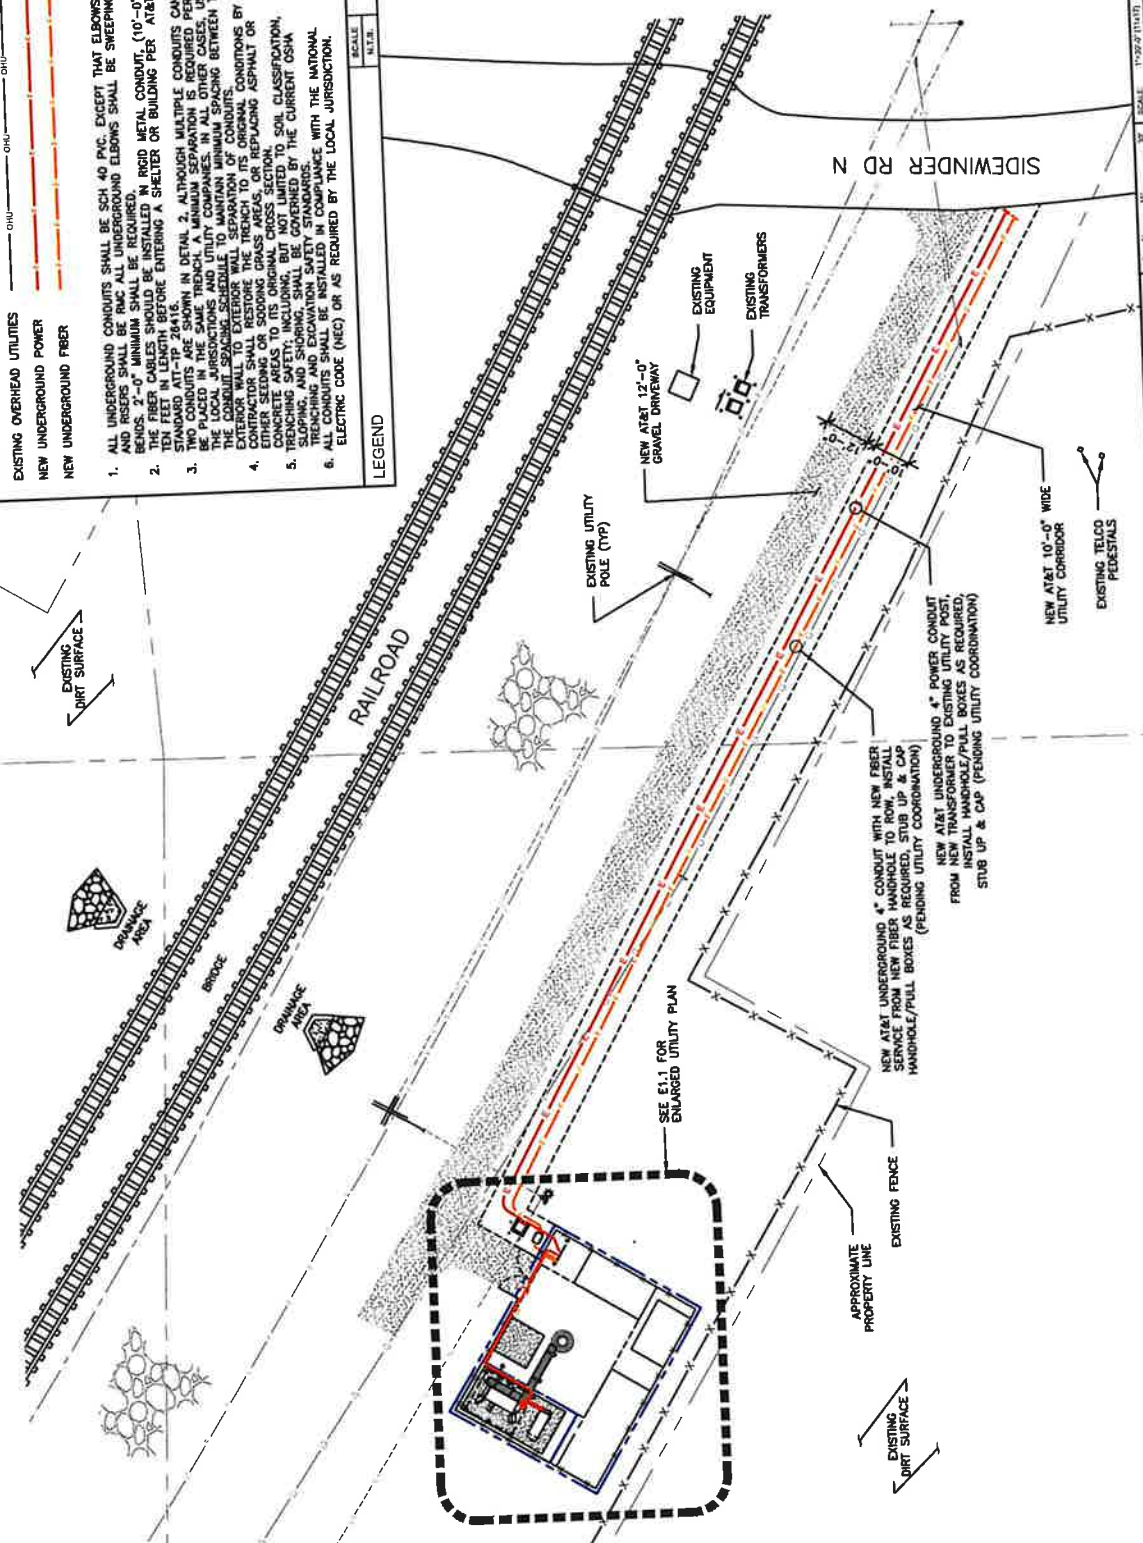 EXISTING OVERHEAD UTILITIES
OHU
OHU
NEW UNDERGROUND POWER
NEW UNDERGROUND FIBER
1. ALL UNDERGROUND CONDUITS SHALL BE SCH 40 PVC, EXCEPT THAT ELBOWS
AND RISERS SHALL BE RMC ALL UNDERGROUND ELBOWS SHALL BE SWEEPING
BENDS. 2'-0" MINIMUM SHALL BE REQUIRED.
2. THE FIBER CABLES SHOULD BE INSTALLED IN RIGID METAL CONDUIT, (10'-0"
TEN FEET IN LENGTH BEFORE ENTERING A SHELTER OR BUILDING PER AT&T
STANDARD ATT-TP 26416.
3. TWO CONDUITS ARE SHOWN IN DETAIL 2, ALTHOUGH MULTIPLE CONDUITS CAN
BE PLACED IN THE SAME TRENCH, A MINIMUM SEPARATION IS REQUIRED PER
THE LOCAL JURISDICTIONS AND UTILITY COMPANIES. IN ALL OTHER CASES,
THE CONDUIT SPACING SCHEDULE TO MAINTAIN MINIMUM SPACING BETWEEN
EXTERIOR WALL TO EXTERIOR WALL SEPARATION OF CONDUITS.
4. CONTRACTOR SHALL RESTORE THE TRENCH TO ITS ORIGINAL CONDITIONS BY
EITHER SEEDING OR SODDING GRASS AREAS, OR REPLACING ASPHALT OR
CONCRETE AREAS TO ITS ORIGINAL CROSS SECTION.
5. TRENCHING SAFETY; INCLUDING, BUT NOT LIMITED TO SOIL CLASSIFICATION,
SLOPING, AND SHORING, SHALL BE GOVERNED BY THE CURRENT OSHA
TRENCHING AND EXCAVATION SAFETY STANDARDS.
6. ALL CONDUITS SHALL BE INSTALLED IN COMPLIANCE WITH THE NATIONAL
ELECTRIC CODE (NEC) OR AS REQUIRED BY THE LOCAL JURISDICTION.
LEGEND
SCALE
N.T.S.
EXISTING
DIRT SURFACE
RAILROAD
DRAINAGE
AREA
BRIDGE
DRAINAGE
AREA
SIDEWINDER RD N
EXISTING
EQUIPMENT
EXISTING
TRANSFORMERS
NEW AT&T 12'-0"
GRAVEL DRIVEWAY
EXISTING UTILITY
POLE (TYP)
12'-0"
10'-0"
NEW AT&T 10'-0" WIDE
UTILITY CORRIDOR
EXISTING TELCO
PEDESTALS
NEW AT&T UNDERGROUND 4" POWER CONDUIT
FROM NEW TRANSFORMER TO EXISTING UTILITY POST,
INSTALL HANDHOLE/PULL BOXES AS REQUIRED,
STUB UP & CAP (PENDING UTILITY COORDINATION)
NEW AT&T UNDERGROUND 4" CONDUIT WITH NEW FIBER
SERVICE FROM NEW FIBER HANDHOLE TO ROW, INSTALL
HANDHOLE/PULL BOXES AS REQUIRED, STUB UP & CAP
(PENDING UTILITY COORDINATION)
SEE E1.1 FOR
ENLARGED UTILITY PLAN
EXISTING FENCE
APPROXIMATE
PROPERTY LINE
EXISTING
DIRT SURFACE
SCALE